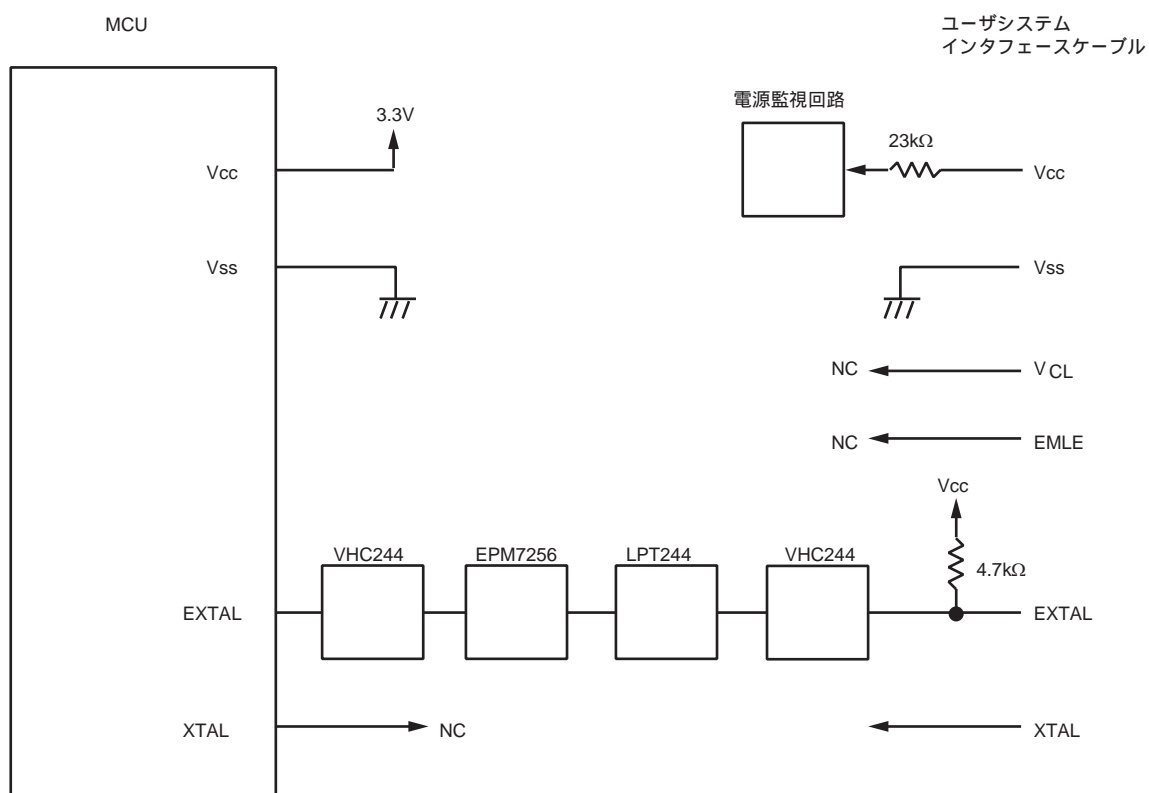 MCU
ユーザシステム
インタフェースケーブル
電源監視回路
3.3V
23kΩ
Vcc
Vcc
Vss
Vss
NC
VCL
NC
EMLE
Vcc
VHC244
EPM7256
LPT244
VHC244
4.7kΩ
EXTAL
EXTAL
XTAL
NC
XTAL